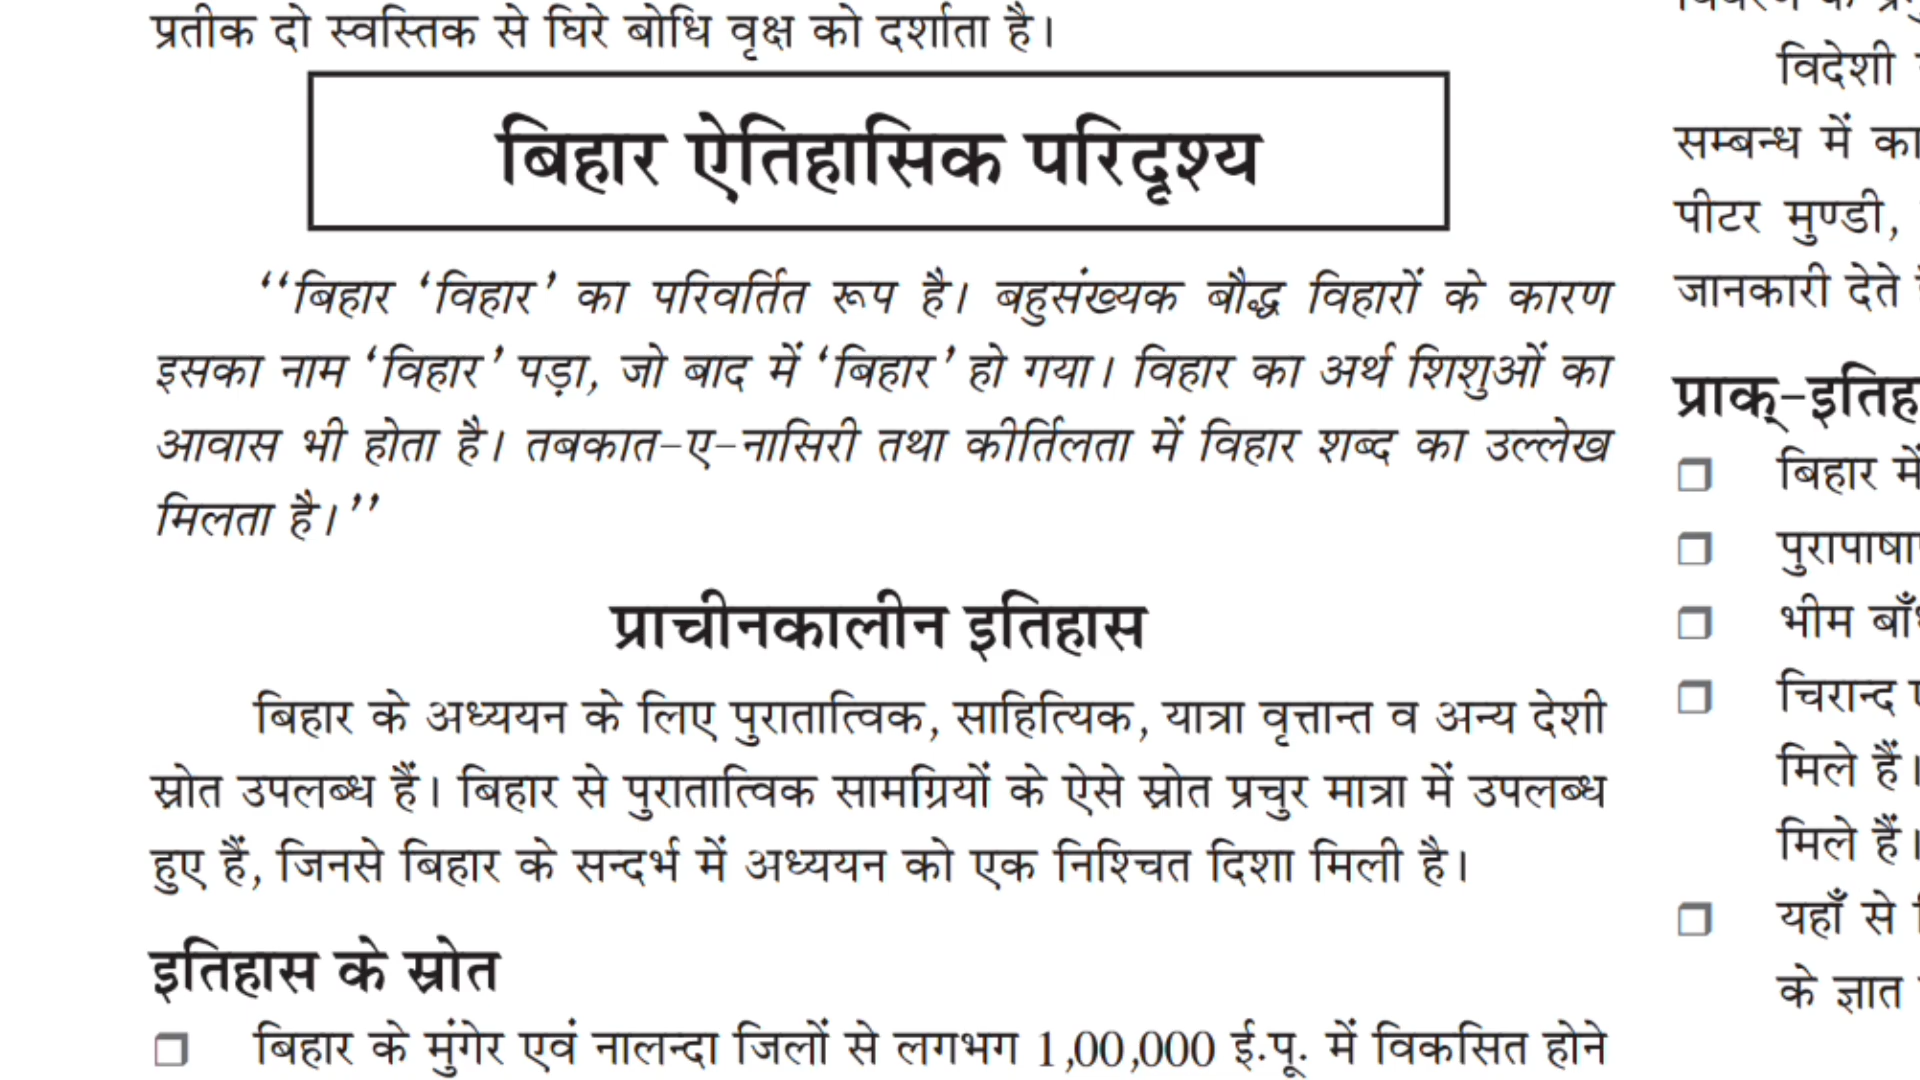 प्रतीक दो स्वस्तिक से घिरे बोधि वृक्ष को दर्शाता है।
बिहार ऐतिहासिक परिदृश्य
‘‘बिहार ‘विहार’ का परिवर्तित रूप है। बहुसंख्यक बौद्ध विहारों के कारण
इसका नाम ‘विहार’ पड़ा, जो बाद में ‘बिहार’ हो गया। विहार का अर्थ शिशुओं का
आवास भी होता है। तबकात-ए-नासिरी तथा कीर्तिलता में विहार शब्द का उल्लेख
मिलता है।’’
प्राचीनकालीन इतिहास
बिहार के अध्ययन के लिए पुरातात्विक, साहित्यिक, यात्रा वृत्तान्त व अन्य देशी
स्रोत उपलब्ध हैं। बिहार से पुरातात्विक सामग्रियों के ऐसे स्रोत प्रचुर मात्रा में उपलब्ध
हुए हैं, जिनसे बिहार के सन्दर्भ में अध्ययन को एक निश्चित दिशा मिली है।
इतिहास के स्रोत
❒ बिहार के मुंगेर एवं नालन्दा जिलों से लगभग 1,00,000 ई.पू. में विकसित होने
विदेशी
सम्बन्ध में
पीटर मुण्डी,
जानकारी देते
प्राक्-
❒ बिहार में
❒
❒ भीम
❒ चिरान्द
मिले हैं।
मिले हैं।
❒ यहाँ से
के ज्ञात